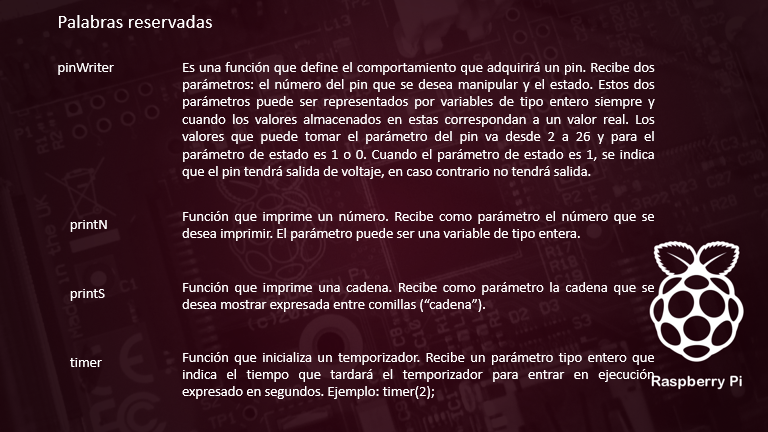 Palabras reservadas
pinWriter
Es una función que define el comportamiento que adquirirá un pin. Recibe dos
parámetros: el número del pin que se desea manipular y el estado. Estos dos
parámetros puede ser representados por variables de tipo entero siempre y
cuando los valores almacenados en estas correspondan a un valor real. Los
valores que puede tomar el parámetro del pin va desde 2 a 26 y para el
parámetro de estado es 1 o 0. Cuando el parámetro de estado es 1, se indica
que el pin tendrá salida de voltaje, en caso contrario no tendrá salida.
printN
Función que imprime un número. Recibe como parámetro el número que se
desea imprimir. El parámetro puede ser una variable de tipo entera.
printS
Función que imprime una cadena. Recibe como parámetro la cadena que se
desea mostrar expresada entre comillas (“cadena”).
timer
Función que inicializa un temporizador. Recibe un parámetro tipo entero que
indica el tiempo que tardará el temporizador para entrar en ejecución
expresado en segundos. Ejemplo: timer(2);
Raspberry Pi